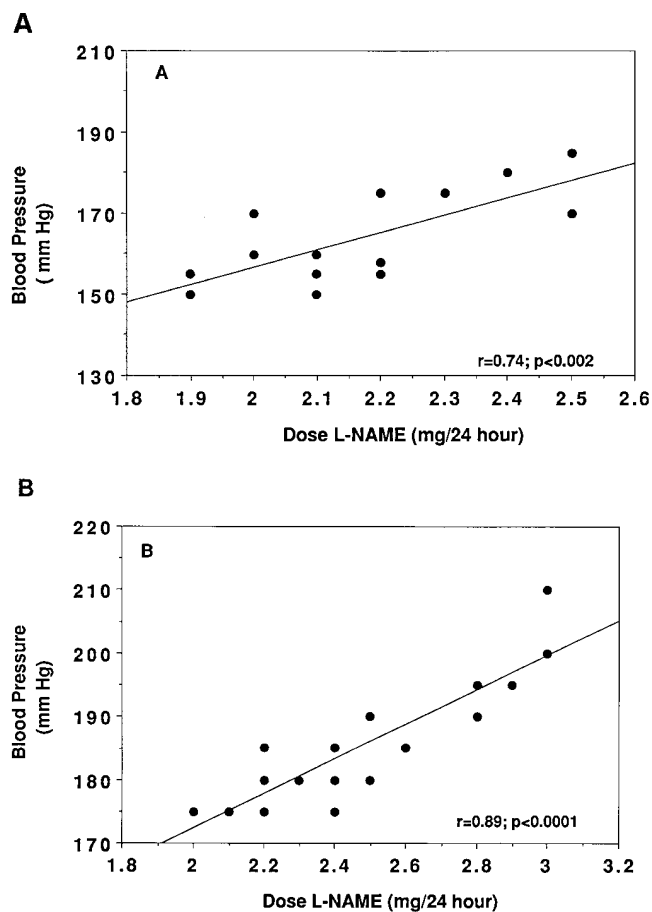 A
210
A
190
170
150
130
Blood Pressure
( mm Hg)
r=0.74; p<0.002
1.8 1.9 2 2.1 2.2 2.3 2.4 2.5 2.6
Dose L-NAME (mg/24 hour)
B
220
B
210
200
190
180
170
Blood Pressure
(mm Hg)
r=0.89; p<0.0001
1.8 2 2.2 2.4 2.6 2.8 3 3.2
Dose L-NAME (mg/24 hour)